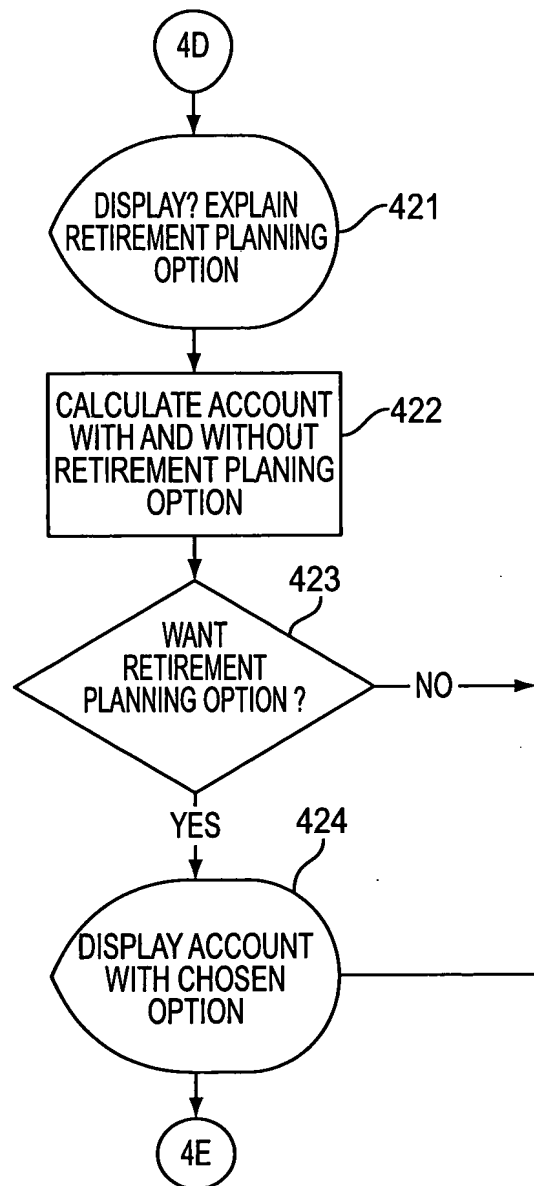 4D
DISPLAY? EXPLAIN
RETIREMENT PLANNING
OPTION
421
CALCULATE ACCOUNT
WITH AND WITHOUT
RETIREMENT PLANING
OPTION
422
423
WANT
RETIREMENT
PLANNING OPTION ?
NO
YES
424
DISPLAY ACCOUNT
WITH CHOSEN
OPTION
4E